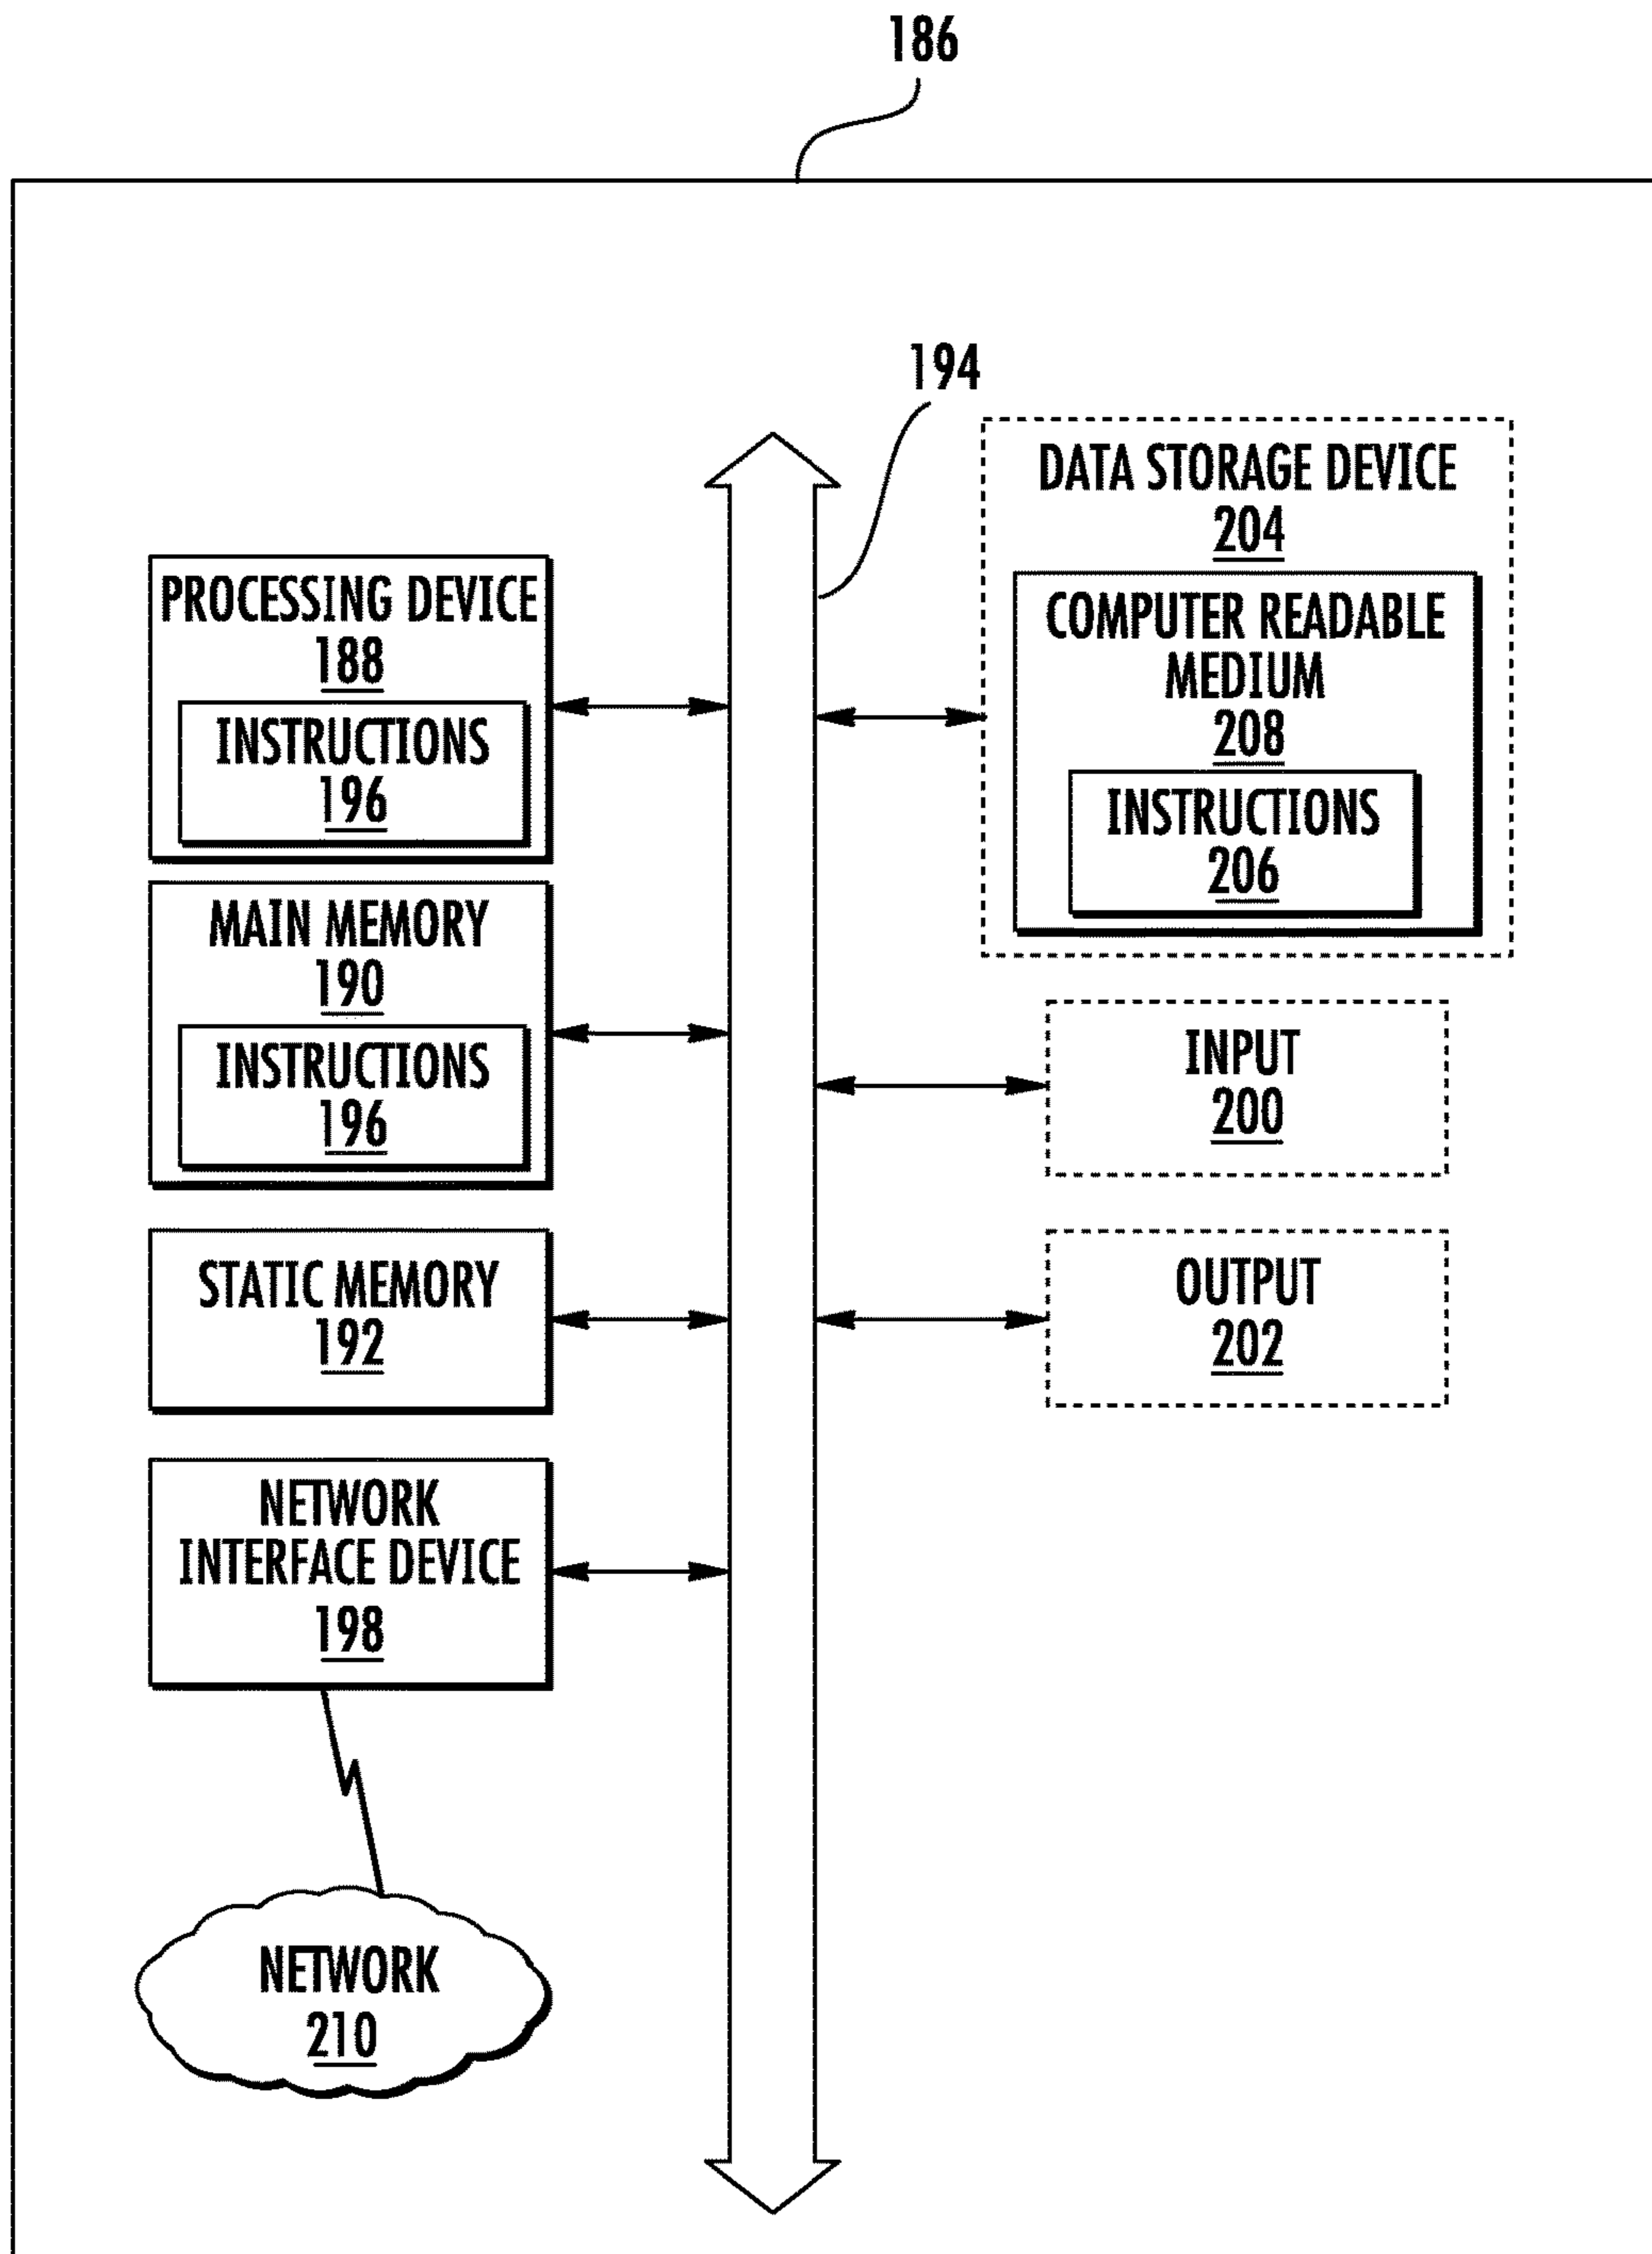 186
194
PROCESSING DEVICE
188
INSTRUCTIONS
196
MAIN MEMORY
190
INSTRUCTIONS
196
STATIC MEMORY
192
NETWORK
INTERFACE DEVICE
198
NETWORK
210
DATA STORAGE DEVICE
204
COMPUTER READABLE
MEDIUM
208
INSTRUCTIONS
206
INPUT
200
OUTPUT
202